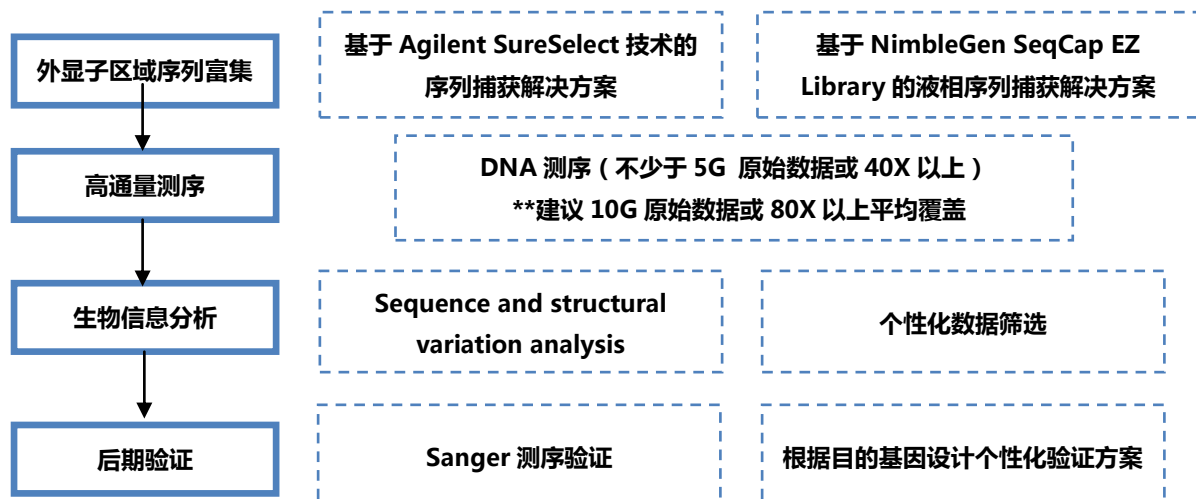 外显子区域序列富集
基于 Agilent SureSelect 技术的
序列捕获解决方案
基于 NimbleGen SeqCap EZ
Library 的液相序列捕获解决方案
高通量测序
DNA 测序（不少于 5G 原始数据或 40X 以上）
**建议 10G 原始数据或 80X 以上平均覆盖
生物信息分析
Sequence and structural
variation analysis
个性化数据筛选
后期验证
Sanger 测序验证
根据目的基因设计个性化验证方案